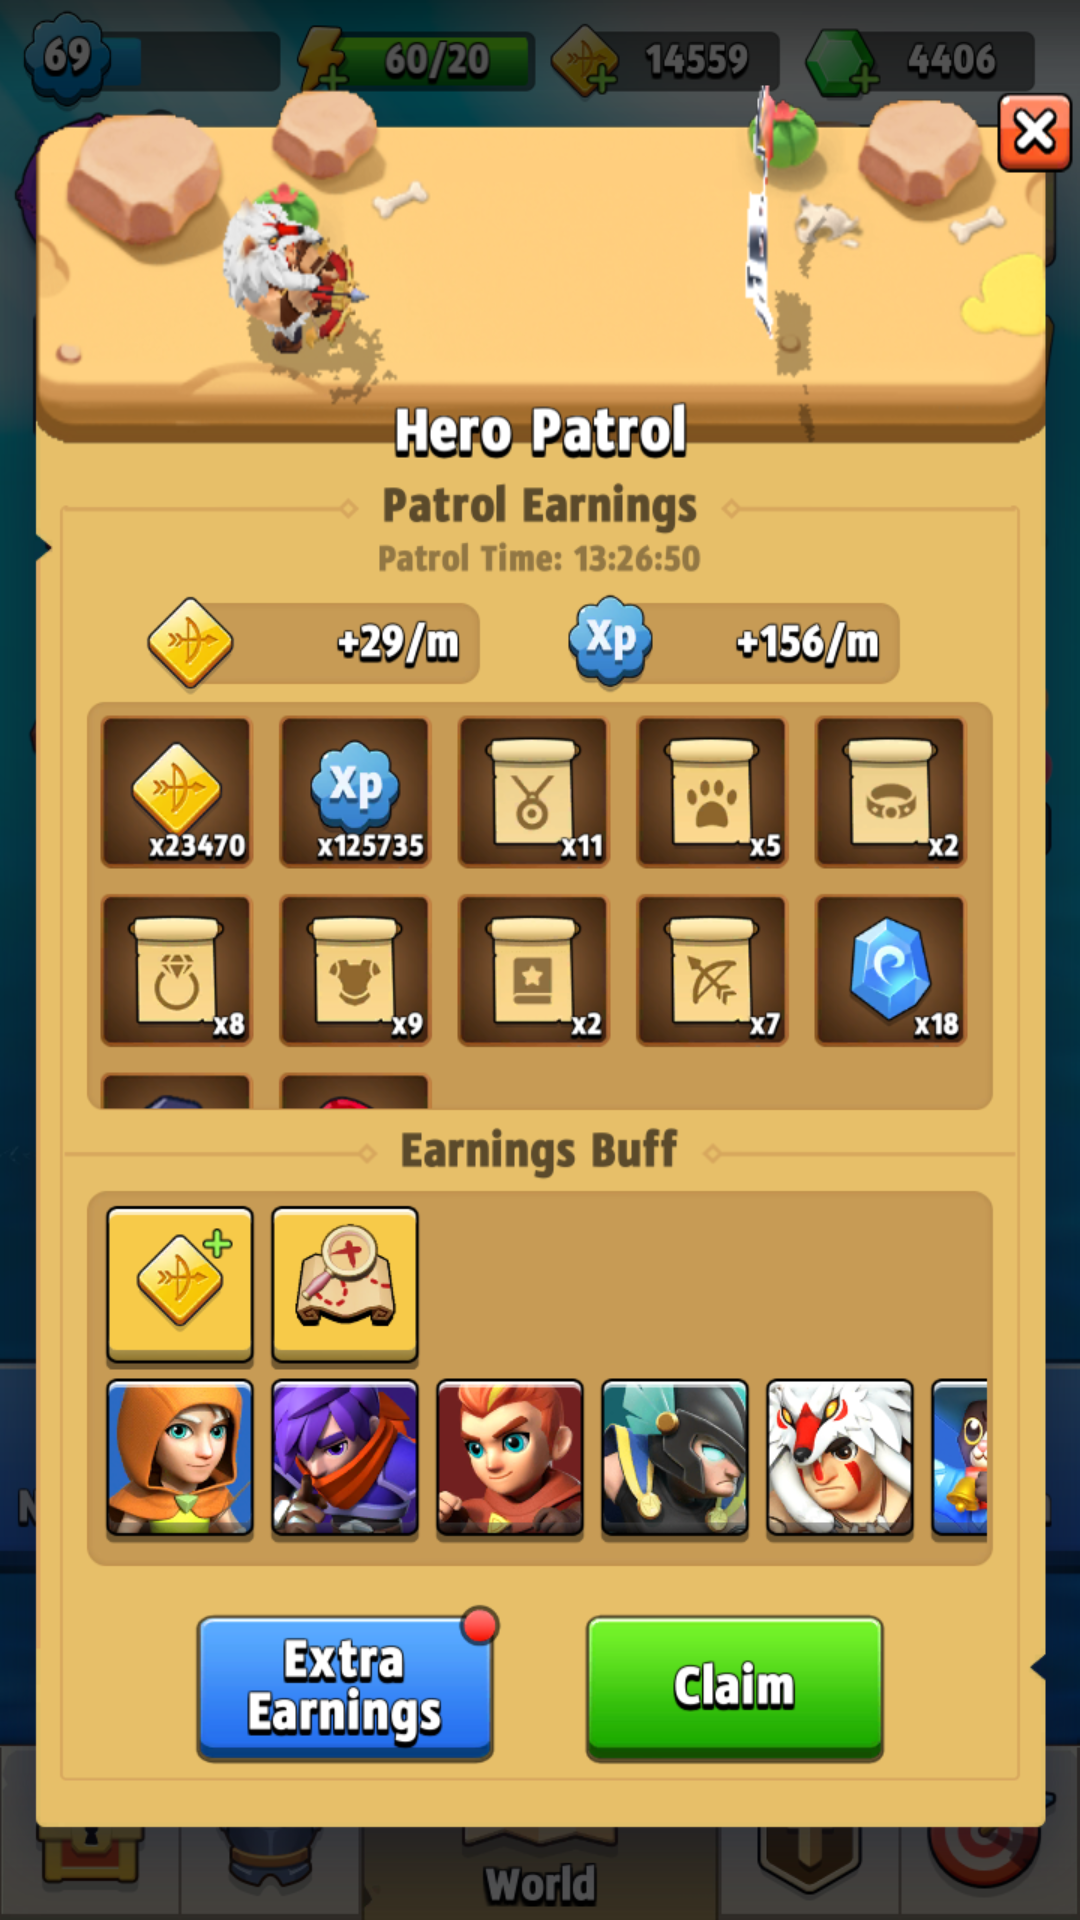 69
60/20
14559
4406
Hero Patrol
Patrol Earnings
Patrol Time: 13:26:50
+29/m
Xp
+156/m
x23470
Xp
x125735
x11
x5
x2
x8
x9
x2
x7
x18
Earnings Buff
Extra
Earnings
Claim
World